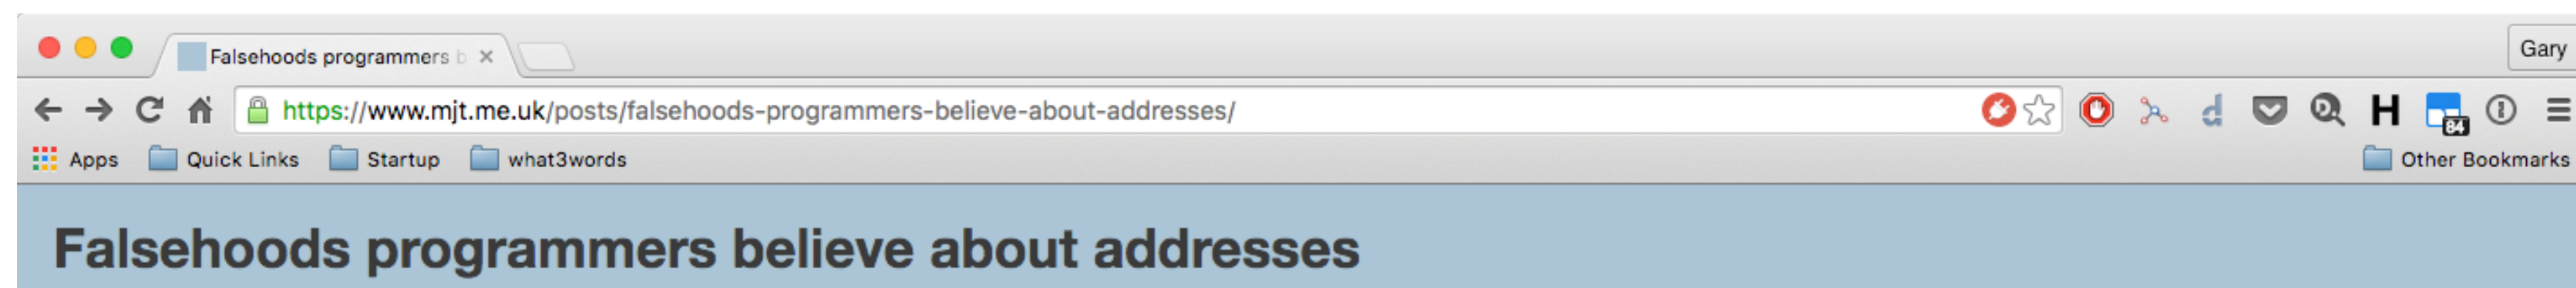 Falsehoods programmers b
Gary
https://www.mjt.me.uk/posts/falsehoods-programmers-believe-about-addresses/
d
H
84
Apps
Quick Links
Startup
what3words
Other Bookmarks
Falsehoods programmers believe about addresses